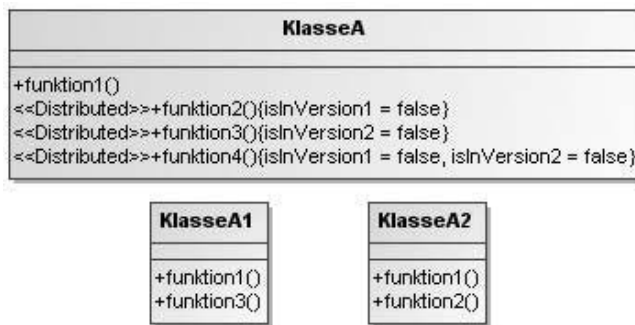 KlasseA
+funktion1()
<<Distributed>>+funktion2(){isInVersion1 = false}
<<Distributed>>+funktion3(){isInVersion2 = false}
<<Distributed>>+funktion4(){isInVersion1 = false, isInVersion2 = false}
KlasseA1
+funktion1()
+funktion3()
KlasseA2
+funktion1()
+funktion2()